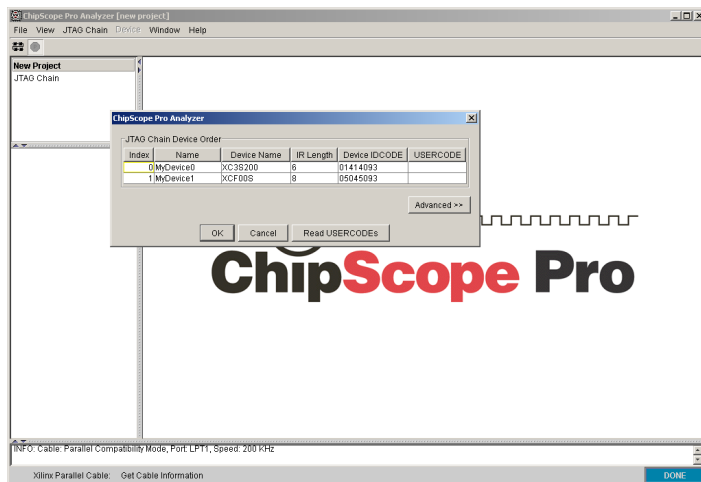 ChipScope Pro Analyzer [new project]
File View JTAG Chain Device Window Help
New Project
JTAG Chain
ChipScope Pro Analyzer
JTAG Chain Device Order
Index Name Device Name IR Length Device IDCODE USERCODE
0 MyDevice0 XC3S200 6 01414093
1 MyDevice1 XCF00S 8 05045093
Advanced >>
OK Cancel Read USERCODEs
ChipScope Pro
INFO: Cable: Parallel Compatibility Mode, Port: LPT1, Speed: 200 KHz
Xilinx Parallel Cable: Get Cable Information DONE